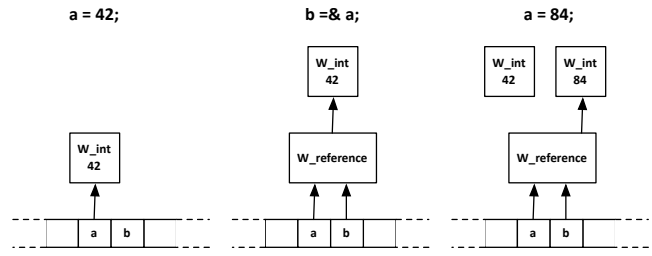 a = 42;
b =& a;
a = 84;
W_int
42
W_int
42
W_int
84
W_int
42
W_reference
W_reference
a b
a b
a b